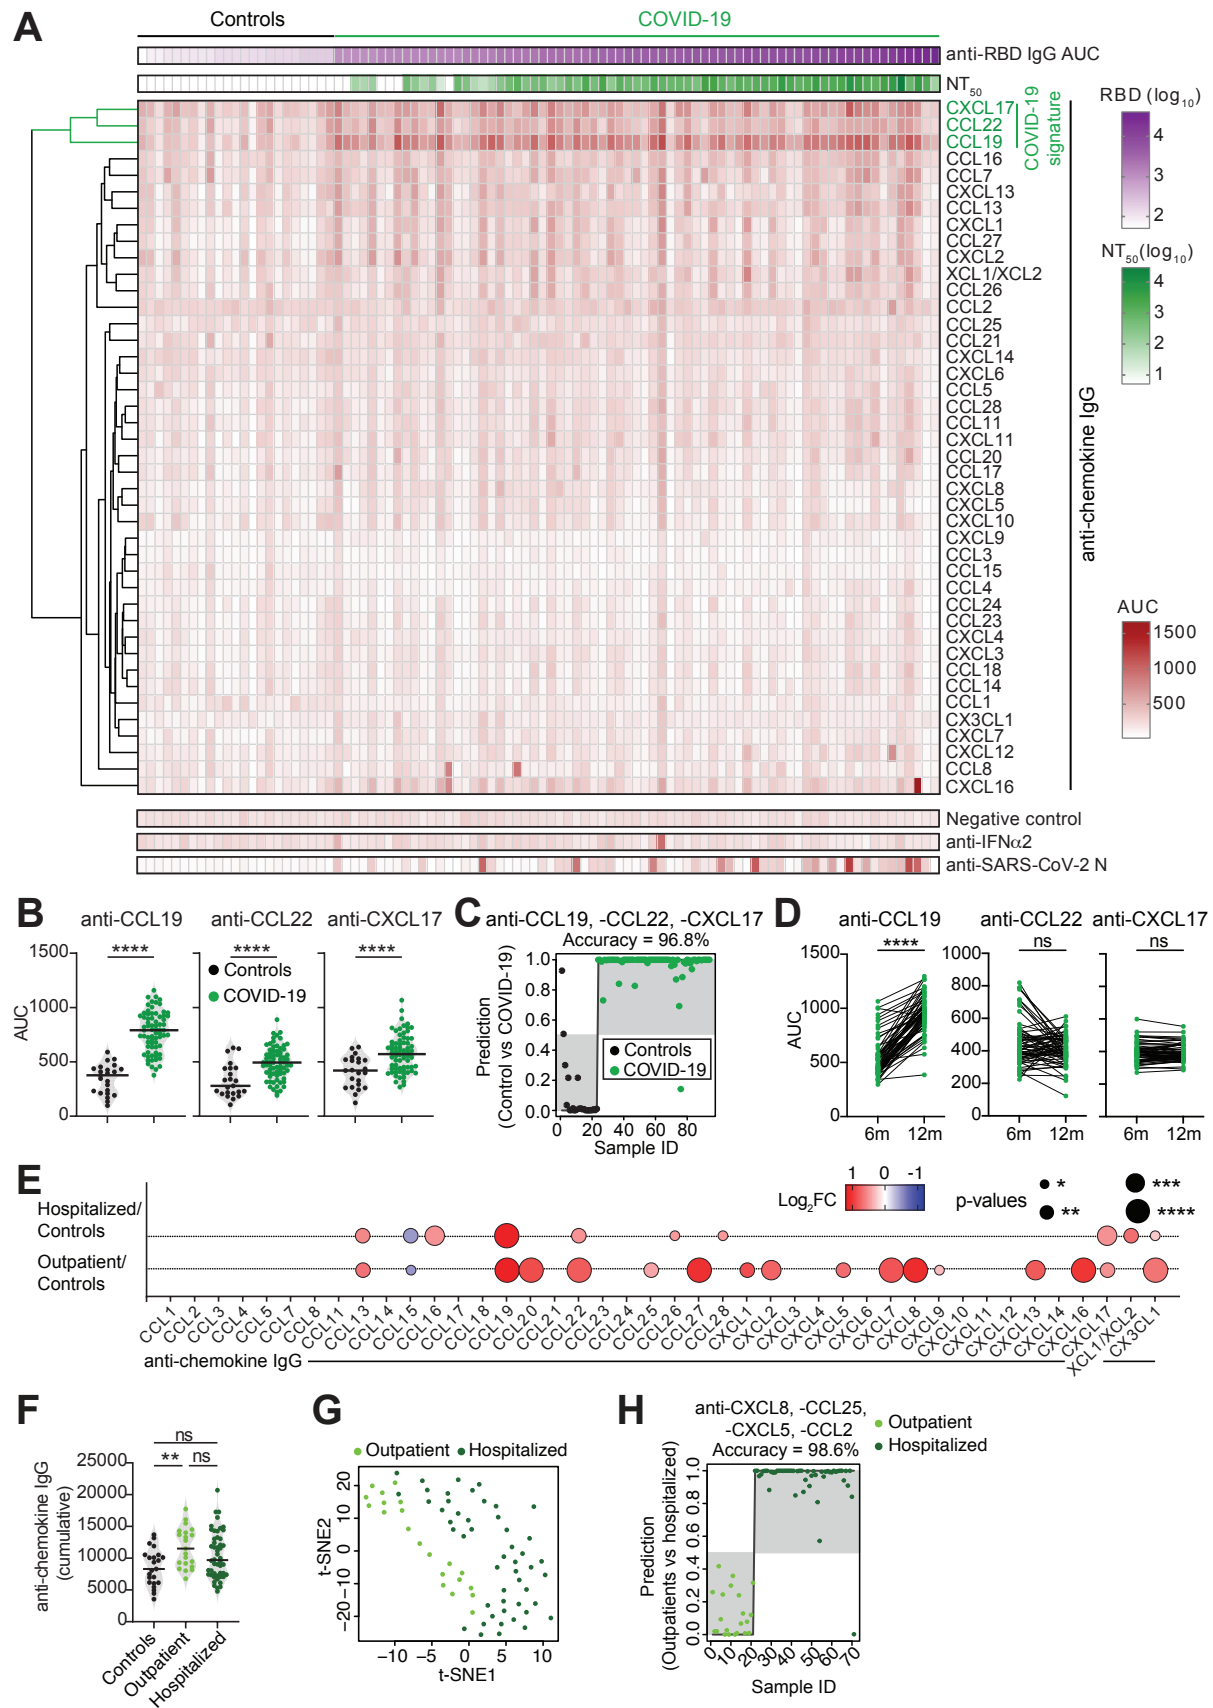 A
Controls
COVID-19
anti-RBD IgG AUC
NT50
CXCL17
CCL22
CCL19
COVID-19
signature
CCL16
CCL7
CXCL13
CCL13
CXCL1
CCL27
CXCL2
XCL1/XCL2
CCL26
CCL2
CCL25
CCL21
CXCL14
CXCL6
CCL5
CCL28
CCL11
CXCL11
CCL20
CCL17
CXCL8
CXCL5
CXCL10
CXCL9
CCL3
CCL15
CCL4
CCL24
CCL23
CXCL4
CXCL3
CCL18
CCL14
CCL1
CX3CL1
CXCL7
CXCL12
CCL8
CXCL16
anti-chemokine IgG
Negative control
anti-IFNα2
anti-SARS-CoV-2 N
RBD (log10)
4
3
2
NT50(log10)
4
3
2
1
AUC
1500
1000
500
B
anti-CCL19
anti-CCL22
anti-CXCL17
****
****
****
Controls
COVID-19
AUC
1500
1000
500
0
C
anti-CCL19, -CCL22, -CXCL17
Accuracy = 96.8%
Prediction
(Control vs COVID-19)
1.0
0.8
0.6
0.4
0.2
0.0
Controls
COVID-19
0 20 40 60 80
Sample ID
D
anti-CCL19
anti-CCL22
anti-CXCL17
****
ns
ns
AUC
1500
1000
500
0
1000
800
600
400
200
0
6m 12m
6m 12m
6m 12m
E
Log2FC
1 0 -1
p-values
*
**
***
****
Hospitalized/
Controls
Outpatient/
Controls
CCL1
CCL2
CCL3
CCL4
CCL5
CCL7
CCL8
CCL11
CCL13
CCL14
CCL15
CCL16
CCL17
CCL18
CCL19
CCL20
CCL21
CCL22
CCL23
CCL24
CCL25
CCL26
CCL27
CCL28
CXCL1
CXCL2
CXCL3
CXCL4
CXCL5
CXCL6
CXCL7
CXCL8
CXCL9
CXCL10
CXCL11
CXCL12
CXCL13
CXCL14
CXCL16
CXCL17
XCL1/XCL2
CX3CL1
anti-chemokine IgG
F
ns
**
ns
anti-chemokine IgG
(cumulative)
25000
20000
15000
10000
5000
0
Controls
Outpatient
Hospitalized
G
Outpatient
Hospitalized
t-SNE2
20
10
0
−10
−20
−10 −5 0 5 10
t-SNE1
H
anti-CXCL8, -CCL25,
-CXCL5, -CCL2
Accuracy = 98.6%
Outpatient
Hospitalized
Prediction
(Outpatients vs hospitalized)
1.0
0.8
0.6
0.4
0.2
0.0
0 10 20 30 40 50 60 70
Sample ID